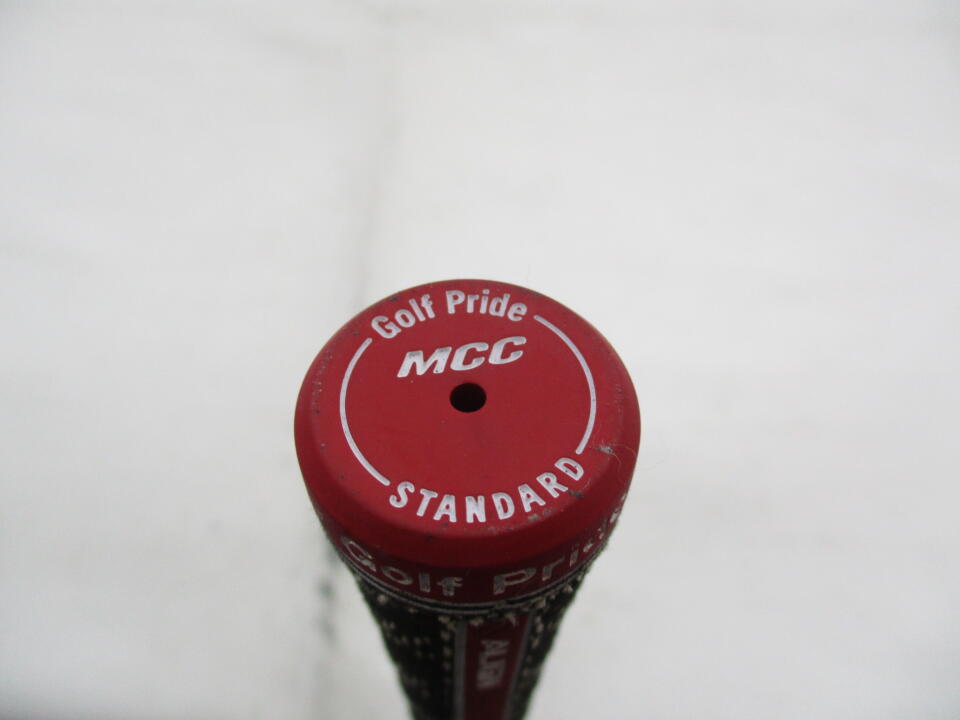 Golf Pride
MCC
STANDARD
Golf Pride
ALIGN